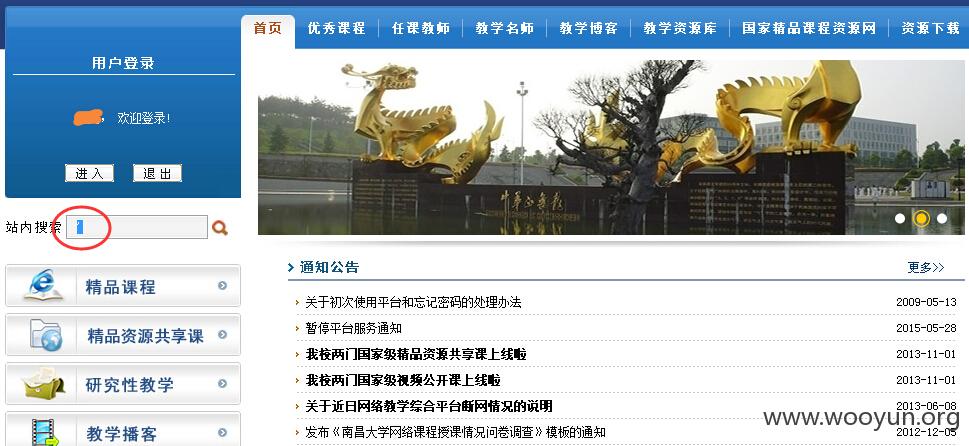 首页 优秀课程 任课教师 教学名师 教学博客 教学资源库 国家精品课程资源网 资源下载
用户登录
, 欢迎登录!
进入 退出
站内搜索
精品课程
精品资源共享课
研究性教学
教学播客
通知公告 更多>>
关于初次使用平台和忘记密码的处理办法 2009-05-13
暂停平台服务通知 2015-05-28
我校两门国家级精品资源共享课上线啦 2013-11-01
我校两门国家级视频公开课上线啦 2013-11-01
关于近日网络教学综合平台断网情况的说明 2013-06-08
发布《南昌大学网络课程授课情况问卷调查》模板的通知 2012-12-05
www.wooyun.org